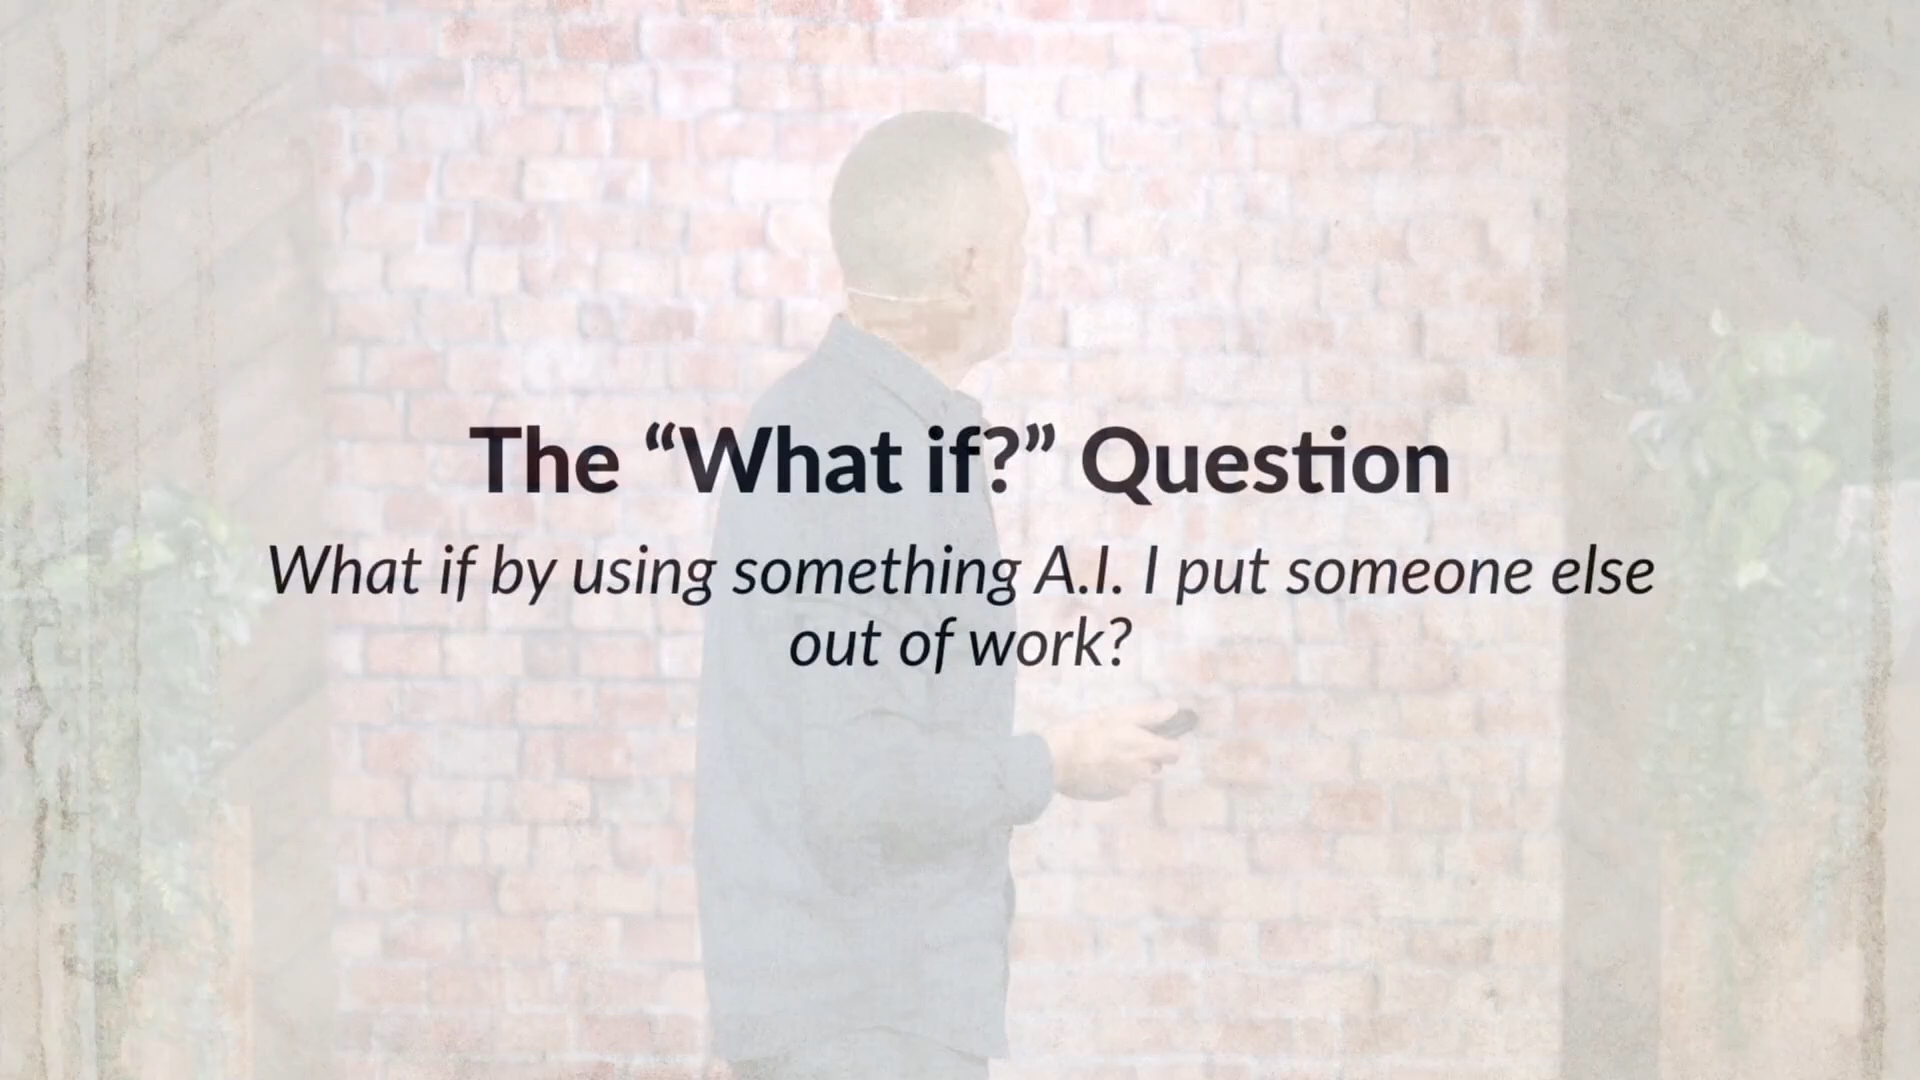 The “What if?” Question
What if by using something A.I. I put someone else
out of work?